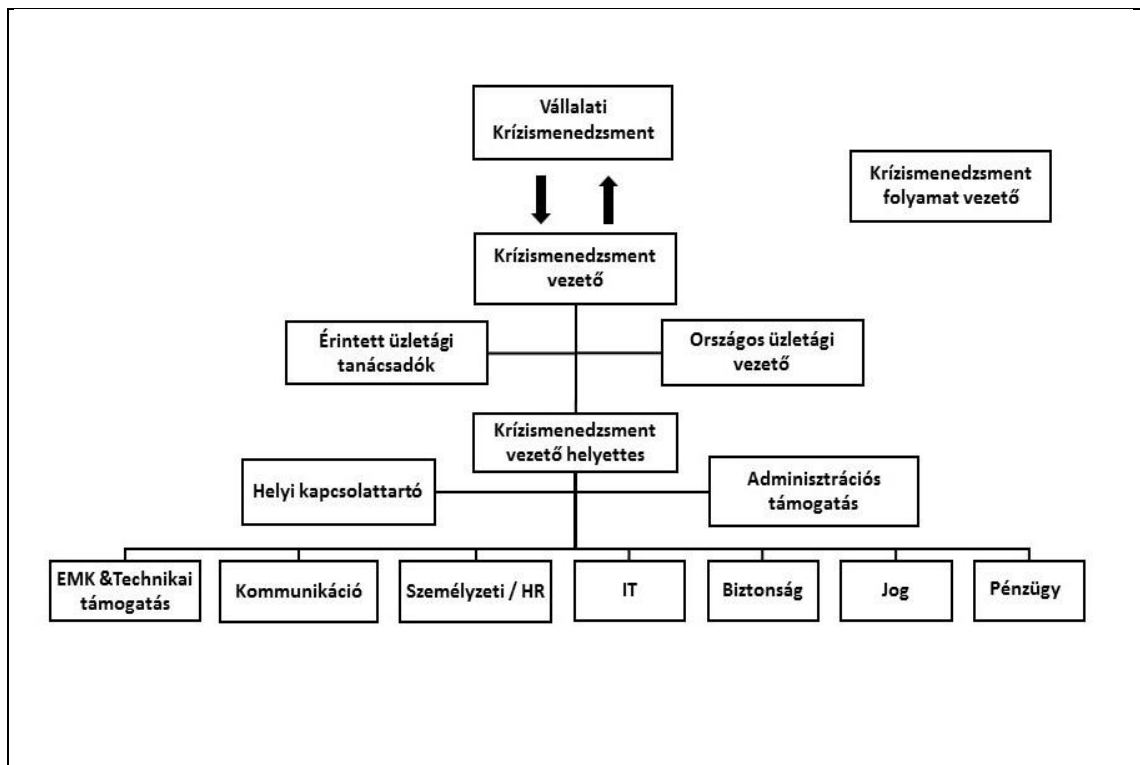 Vállalati
Krízismenedzsment
Krízismenedzsment
folyamat vezető
Krízismenedzsment
vezető
Érintett üzletági
tanácsadók
Országos üzletági
vezető
Krízismenedzsment
vezető helyettes
Helyi kapcsolattartó
Adminisztrációs
támogatás
EMK &Technikai
támogatás
Kommunikáció
Személyzeti / HR
IT
Biztonság
Jog
Pénzügy